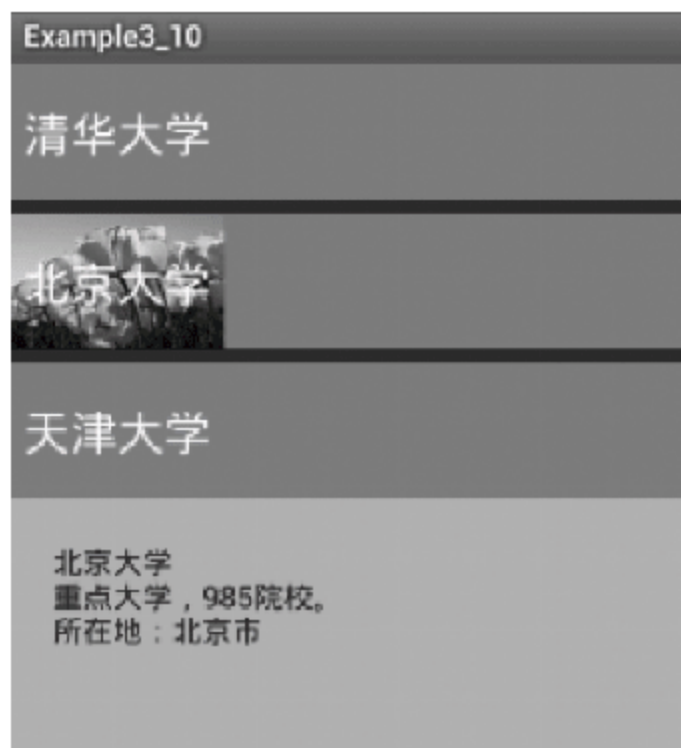 Example3_10
清华大学
北京大学
天津大学
北京大学
重点大学，985院校。
所在地：北京市